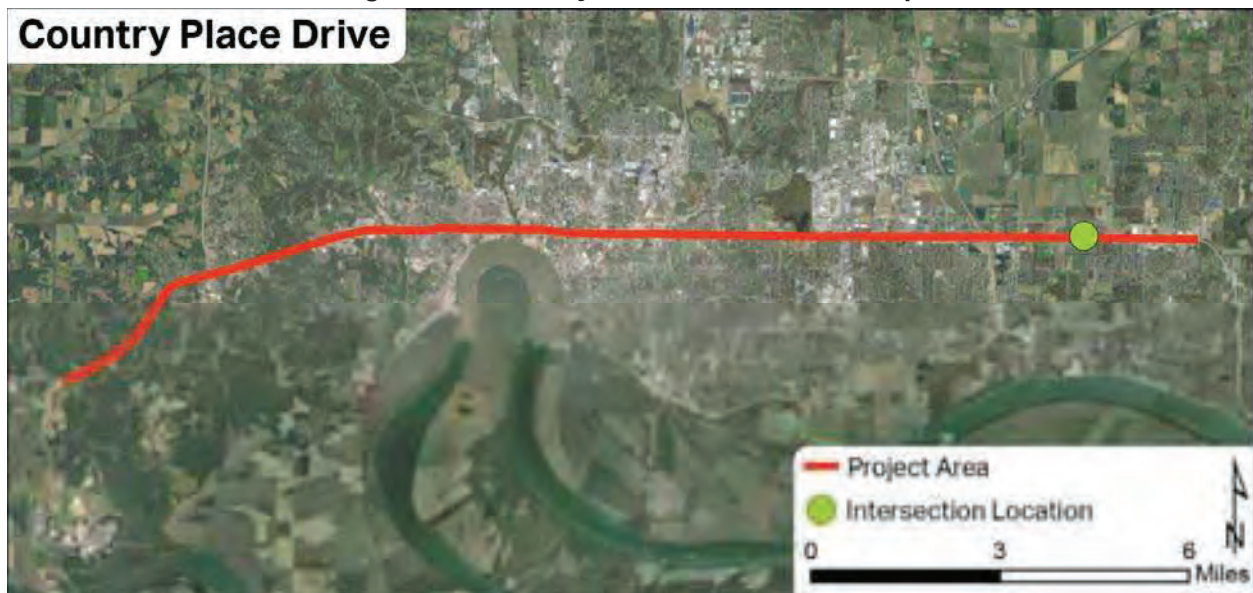 Country Place Drive
Project Area
Intersection Location
N
0 3 6
Miles